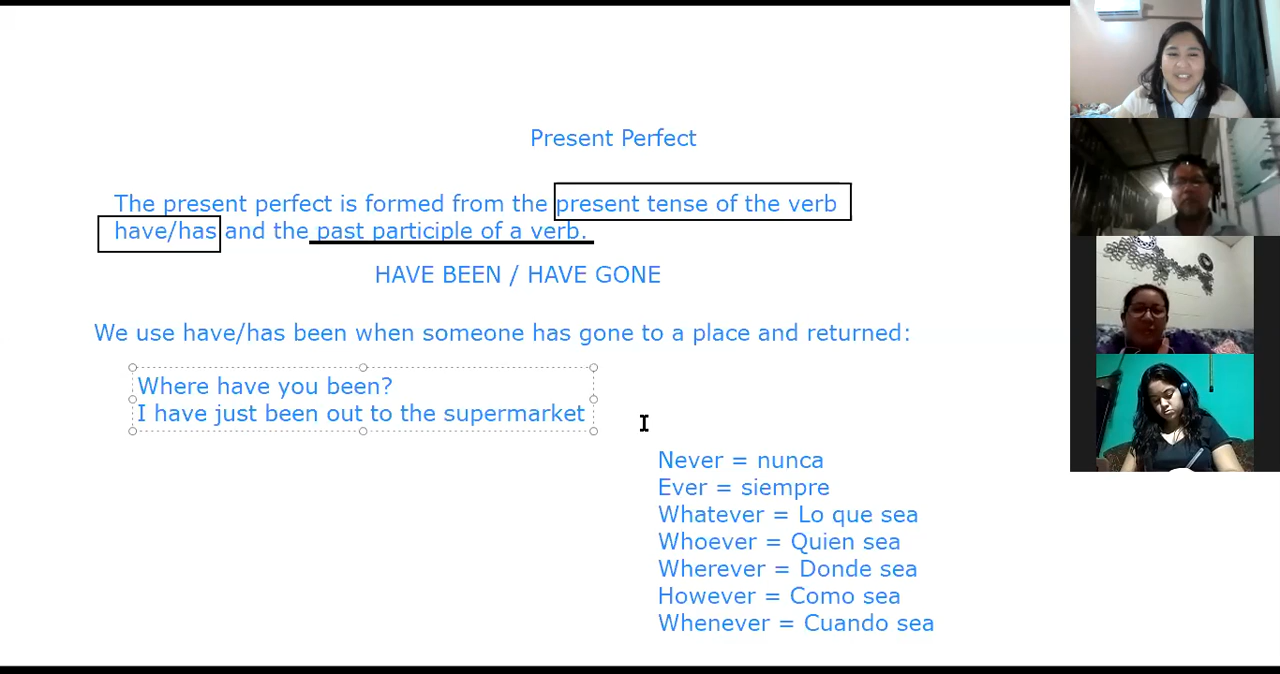 Present Perfect
The present perfect is formed from the present tense of the verb
have/has and the past participle of a verb.
HAVE BEEN / HAVE GONE
We use have/has been when someone has gone to a place and returned:
Where have you been?
I have just been out to the supermarket
Never = nunca
Ever = siempre
Whatever = Lo que sea
Whoever = Quien sea
Wherever = Donde sea
However = Como sea
Whenever = Cuando sea